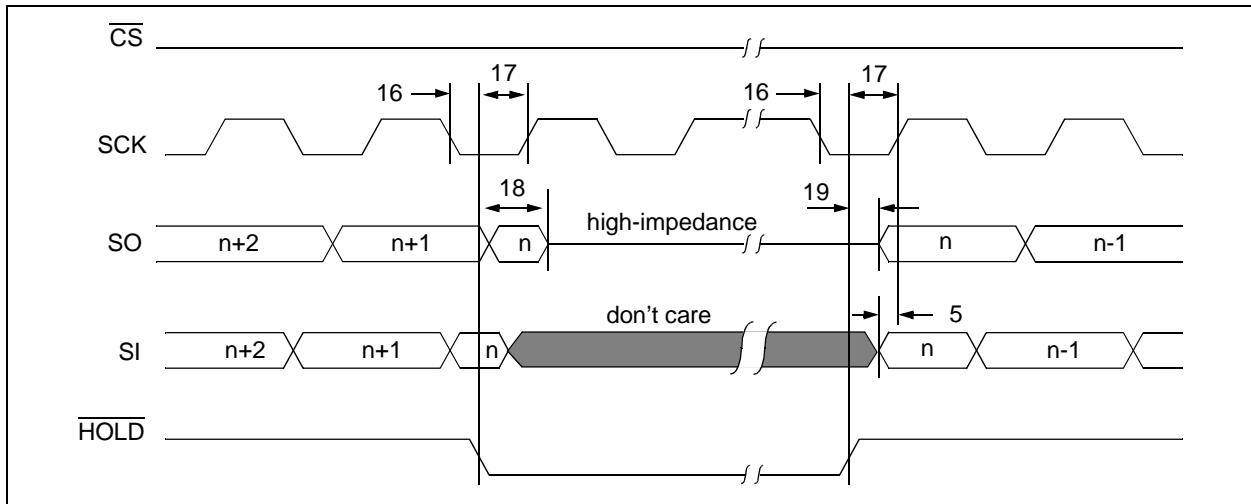 CS
16 17 16 17
SCK
18 19
high-impedance
SO n+2 n+1 n n n-1
don't care 5
SI n+2 n+1 n n n-1
HOLD